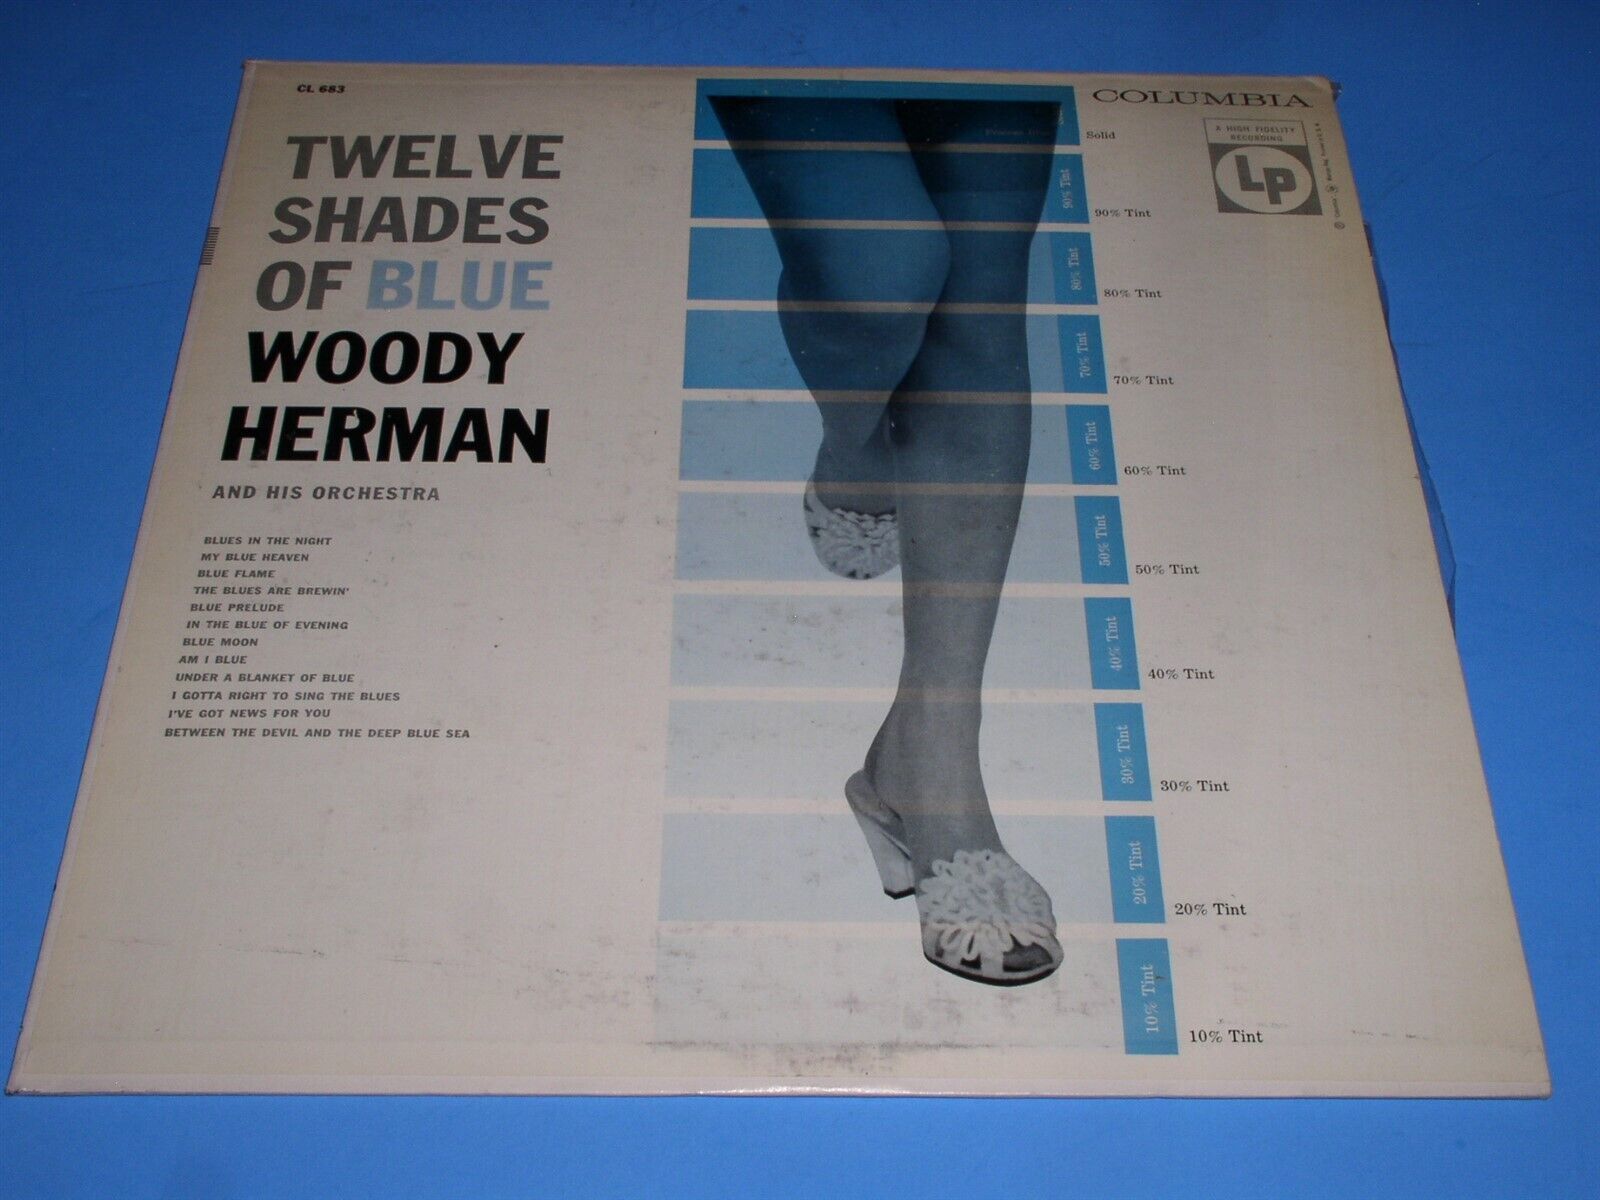 CL 683
TWELVE
SHADES
OF BLUE
WOODY
HERMAN
AND HIS ORCHESTRA
BLUES IN THE NIGHT
MY BLUE HEAVEN
BLUE FLAME
THE BLUES ARE BREWIN'
BLUE PRELUDE
IN THE BLUE OF EVENING
BLUE MOON
AM I BLUE
UNDER A BLANKET OF BLUE
I GOTTA RIGHT TO SING THE BLUES
I'VE GOT NEWS FOR YOU
BETWEEN THE DEVIL AND THE DEEP BLUE SEA
COLUMBIA
A HIGH FIDELITY
RECORDING
LP
Process Blue
Solid
90% Tint
90% Tint
80% Tint
80% Tint
70% Tint
70% Tint
60% Tint
60% Tint
50% Tint
50% Tint
40% Tint
40% Tint
30% Tint
30% Tint
20% Tint
20% Tint
10% Tint
10% Tint